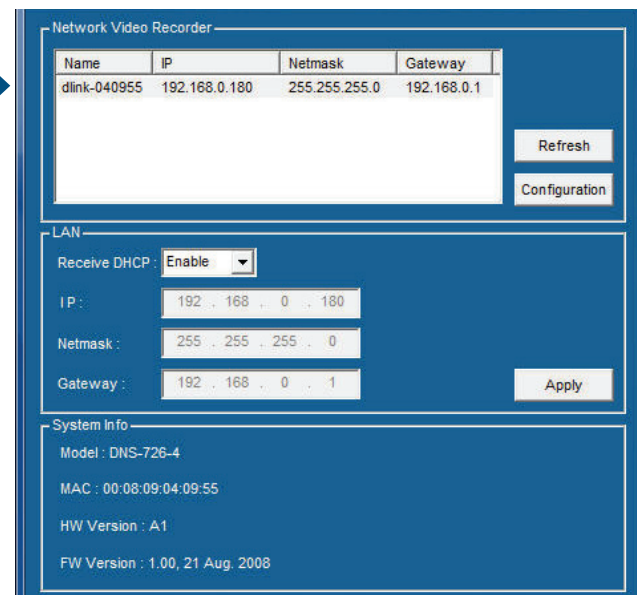 Network Video Recorder
Name IP Netmask Gateway
dlink-040955 192.168.0.180 255.255.255.0 192.168.0.1
Refresh
Configuration
LAN
Receive DHCP : Enable
I P : 192 . 168 . 0 . 180
Netmask : 255 . 255 . 255 . 0
Gateway : 192 . 168 . 0 . 1
Apply
System Info
Model : DNS-726-4
MAC : 00:08:09:04:09:55
HW Version : A1
FW Version : 1.00, 21 Aug. 2008